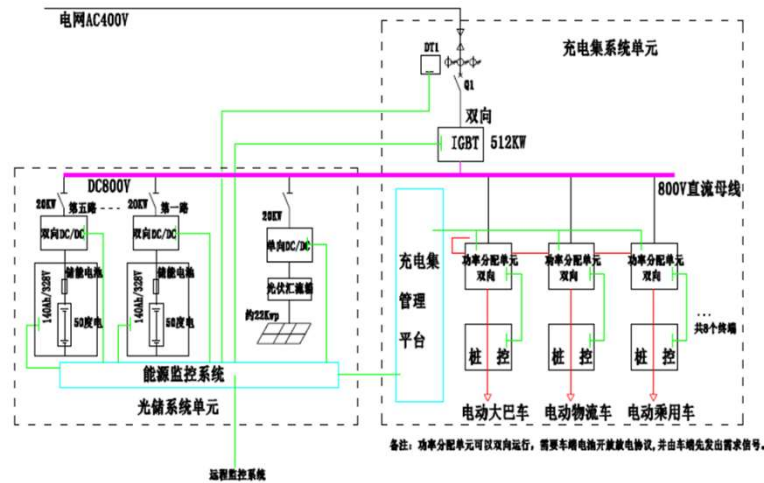 电网AC400V
充电集系统单元
DT1
Q1
双向
IGBT 512KW
DC800V
800V直流母线
20KW 第五路 20KW 第一路
20KW
双向DC/DC 双向DC/DC 单向DC/DC
储能电池 储能电池
140Ah/328V 140Ah/328V
50度电 50度电
光伏汇流箱
约22Kwp
充电集
管理
平台
功率分配单元 功率分配单元 功率分配单元
双向 双向 双向
...
共8个终端
桩 控 桩 控 桩 控
能源监控系统
光储系统单元
电动大巴车 电动物流车 电动乘用车
备注：功率分配单元可以双向运行，需要车端电池开放放电协议，并由车端先发出需求信号。
远程监控系统